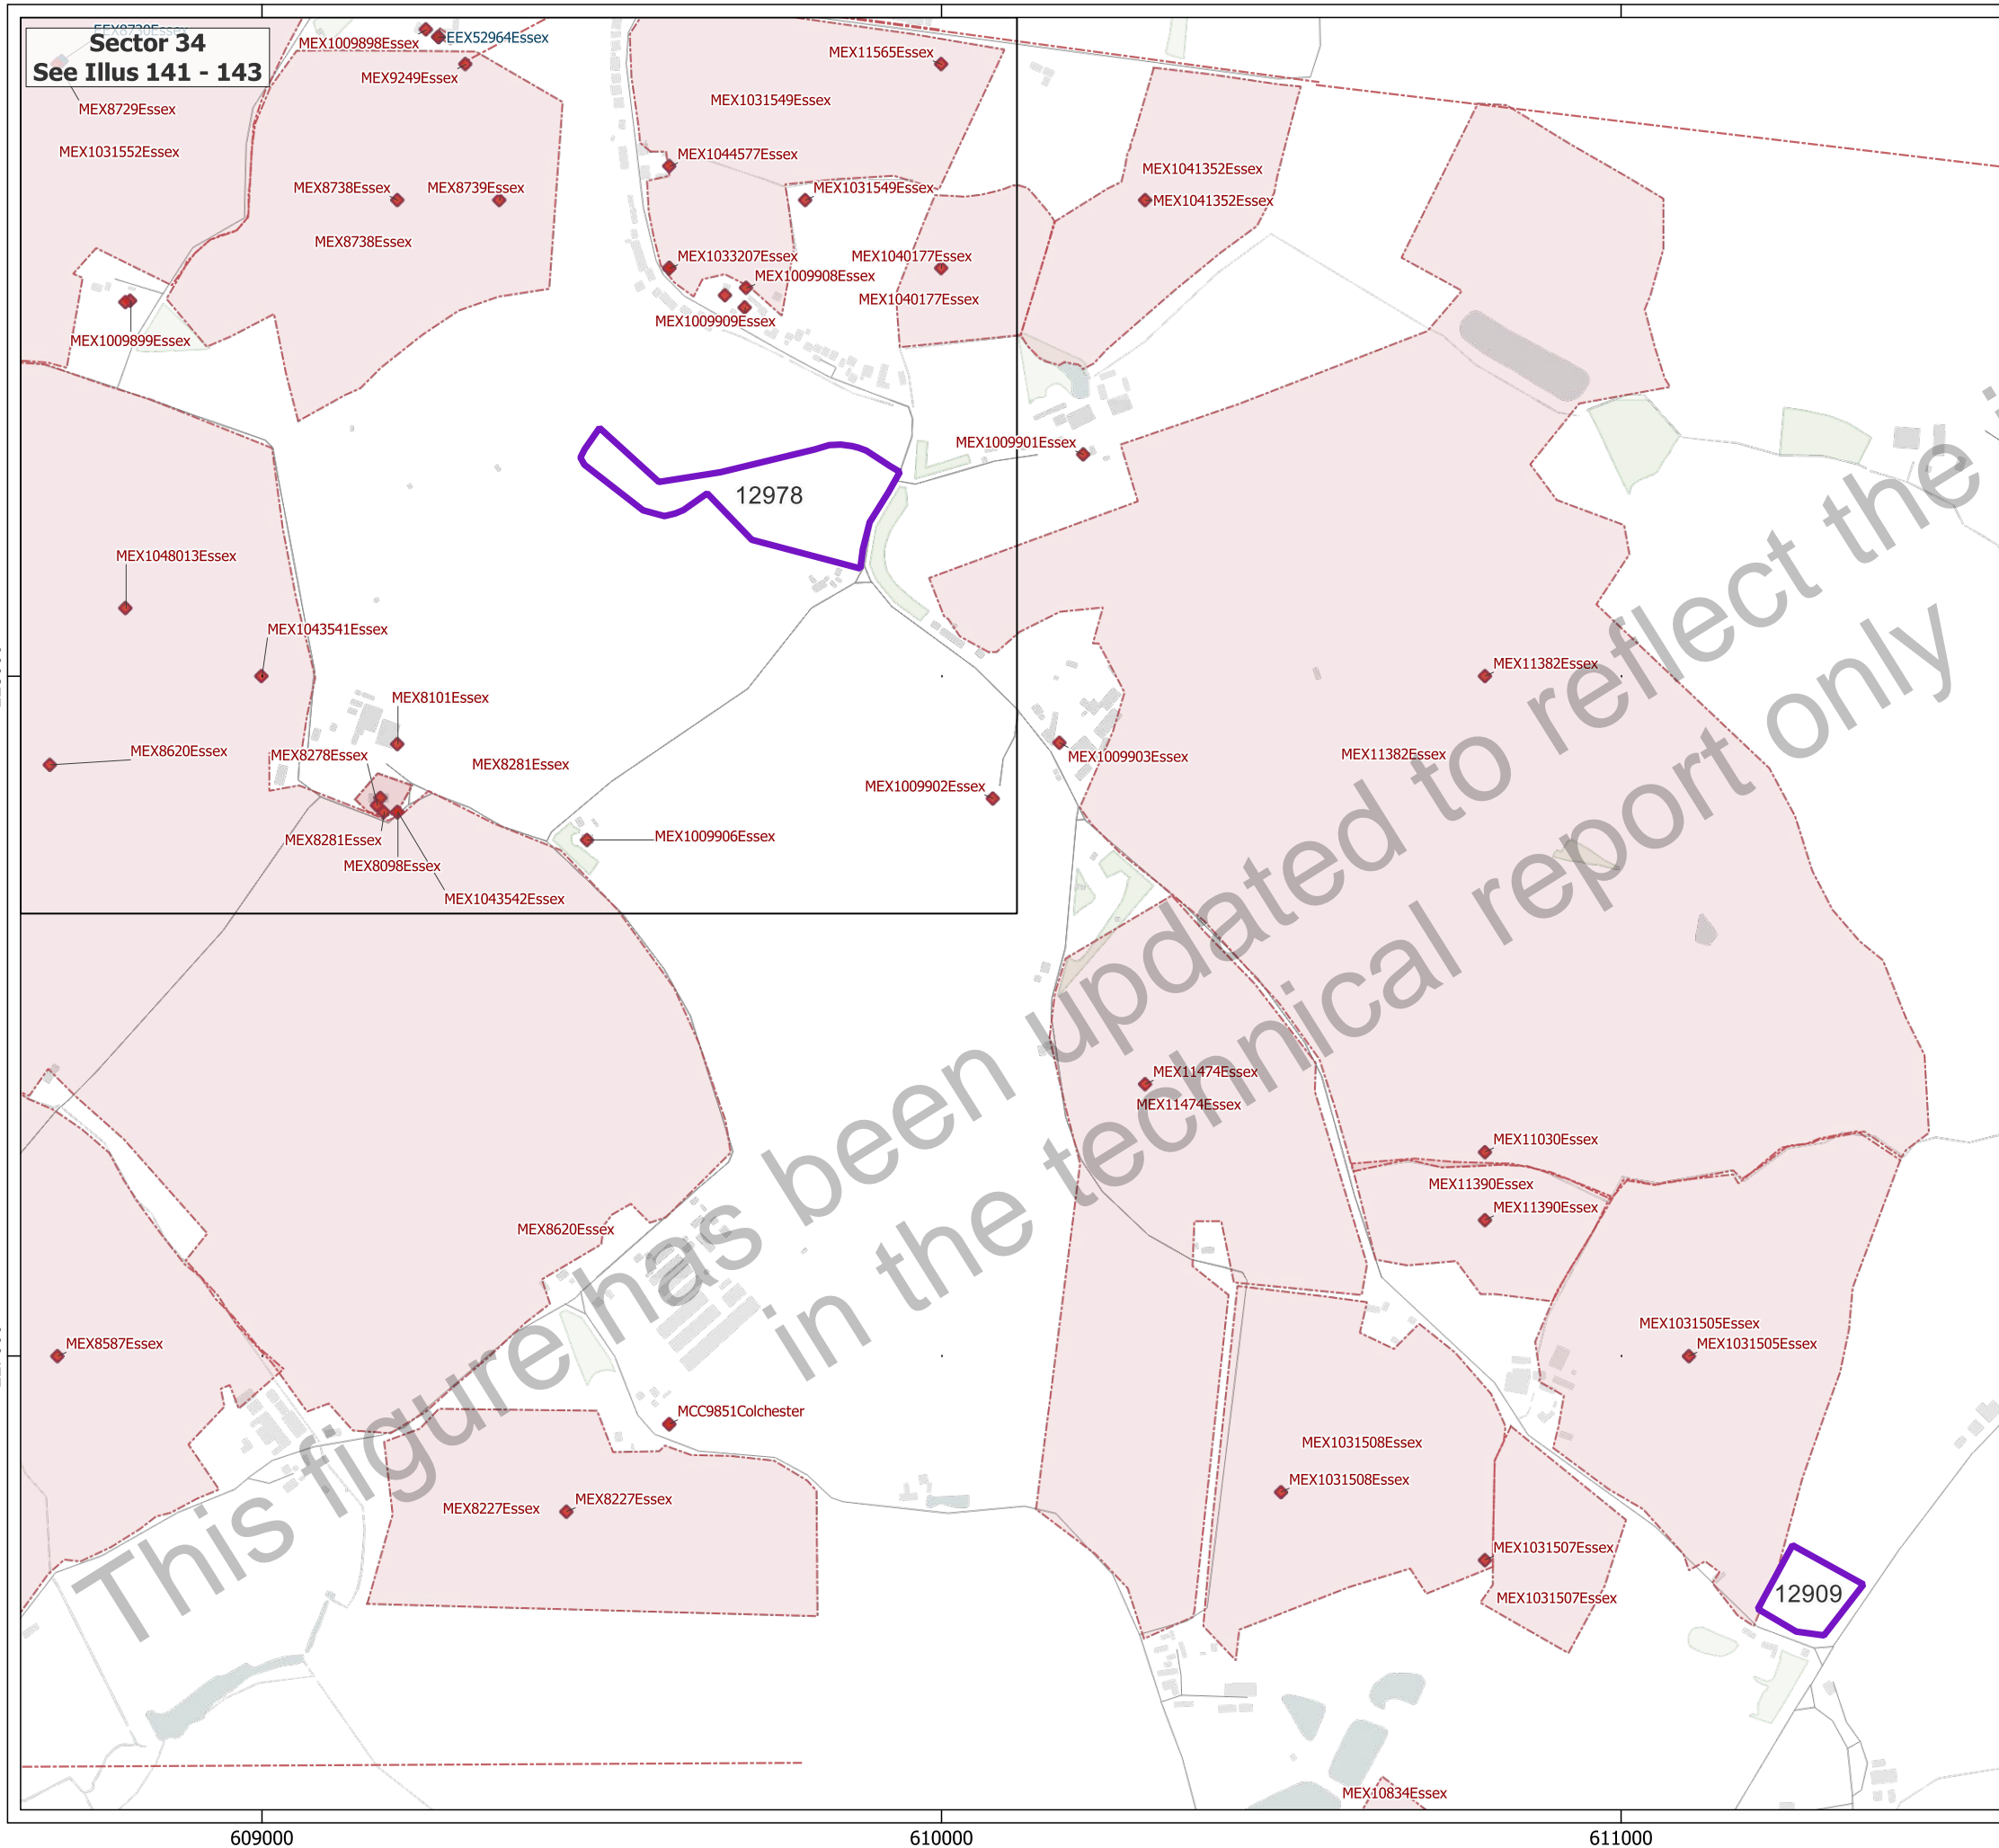 EEX8730Essex
Sector 34
See Illus 141 - 143
MEX8729Essex
MEX1031552Essex
MEX1009898Essex
EEX52964Essex
MEX9249Essex
MEX11565Essex
MEX1031549Essex
MEX1044577Essex
MEX8738Essex
MEX8739Essex
MEX1031549Essex
MEX1041352Essex
MEX1041352Essex
MEX8738Essex
MEX1033207Essex
MEX1040177Essex
MEX1009908Essex
MEX1040177Essex
MEX1009909Essex
MEX1009899Essex
MEX1009901Essex
12978
MEX1048013Essex
MEX1043541Essex
MEX11382Essex
MEX8101Essex
MEX8620Essex
MEX8278Essex
MEX8281Essex
MEX11382Essex
MEX1009903Essex
MEX1009902Essex
MEX8281Essex
MEX1009906Essex
MEX8098Essex
MEX1043542Essex
MEX11474Essex
MEX11474Essex
MEX11030Essex
MEX11390Essex
MEX11390Essex
MEX8620Essex
MEX1031505Essex
MEX1031505Essex
MEX8587Essex
MCC9851Colchester
MEX1031508Essex
MEX1031508Essex
MEX8227Essex
MEX8227Essex
MEX1031507Essex
MEX1031507Essex
12909
MEX10834Essex
This figure has been updated to reflect the
in the technical report only
609000
610000
611000